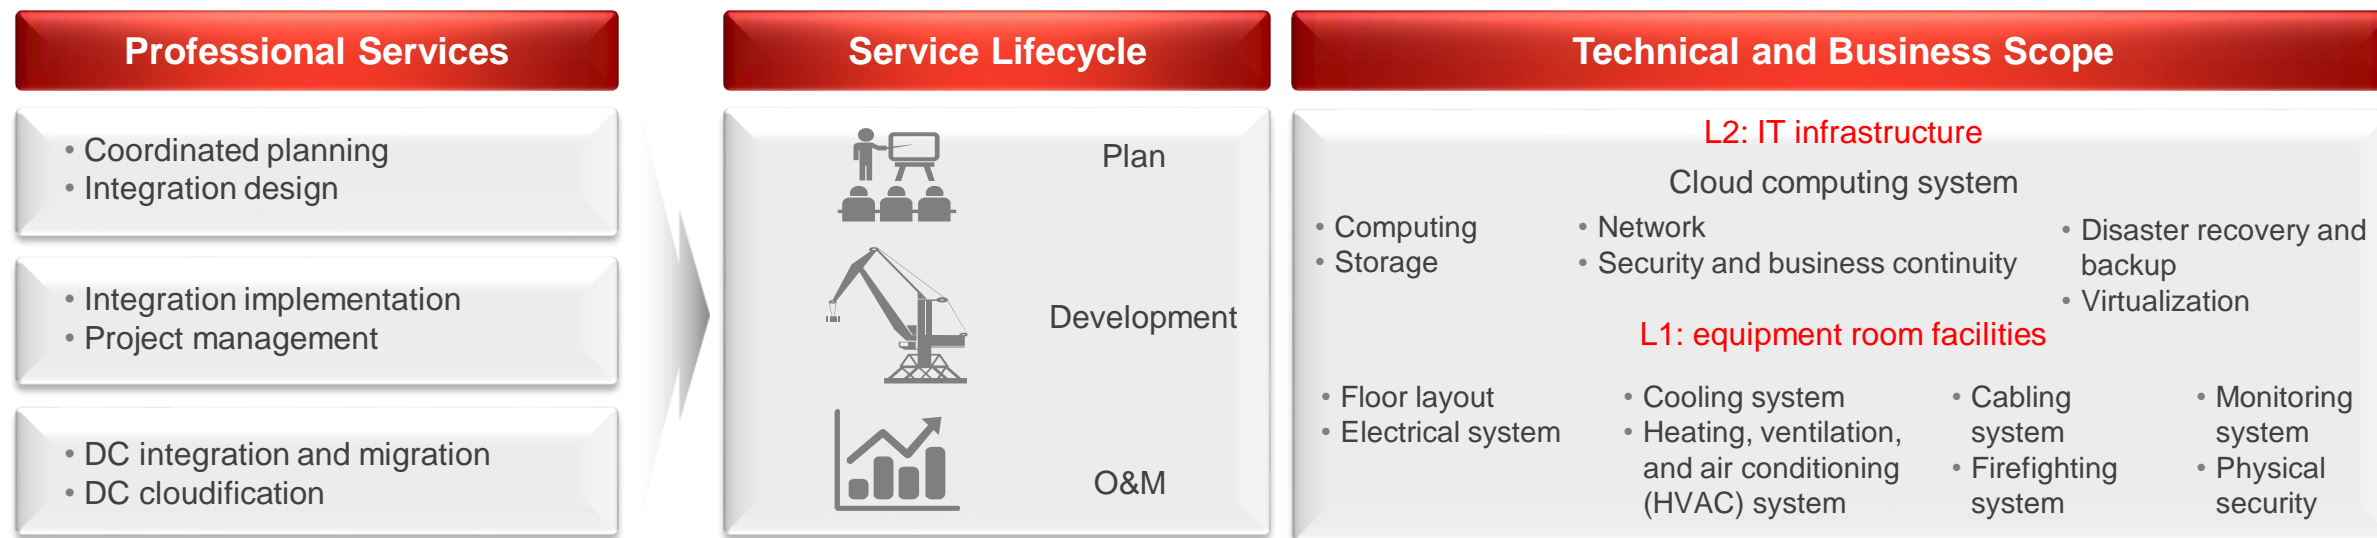 Professional Services
• Coordinated planning
• Integration design
• Integration implementation
• Project management
• DC integration and migration
• DC cloudification
Service Lifecycle
Plan
Development
O&M
Technical and Business Scope
L2: IT infrastructure
Cloud computing system
• Computing
• Storage
• Network
• Security and business continuity
• Disaster recovery and
backup
• Virtualization
L1: equipment room facilities
• Floor layout
• Electrical system
• Cooling system
• Heating, ventilation,
and air conditioning
(HVAC) system
• Cabling
system
• Firefighting
system
• Monitoring
system
• Physical
security